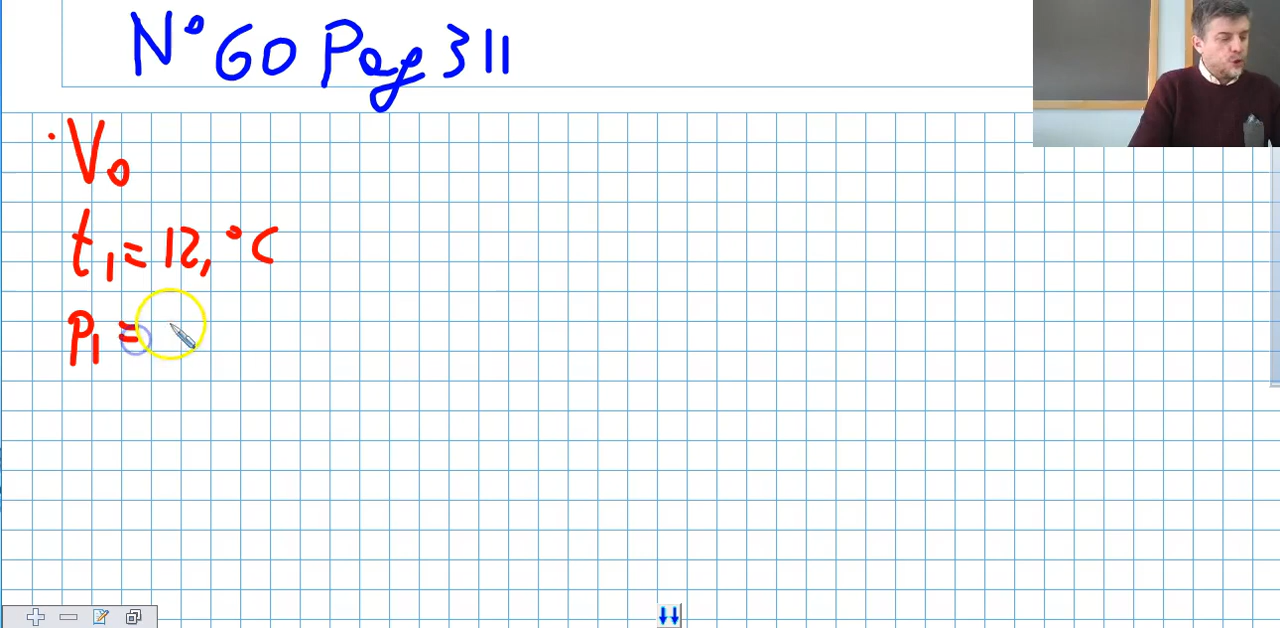 N° 60 Pag 311
V₀
t₁ = 12, °C
p₁ =